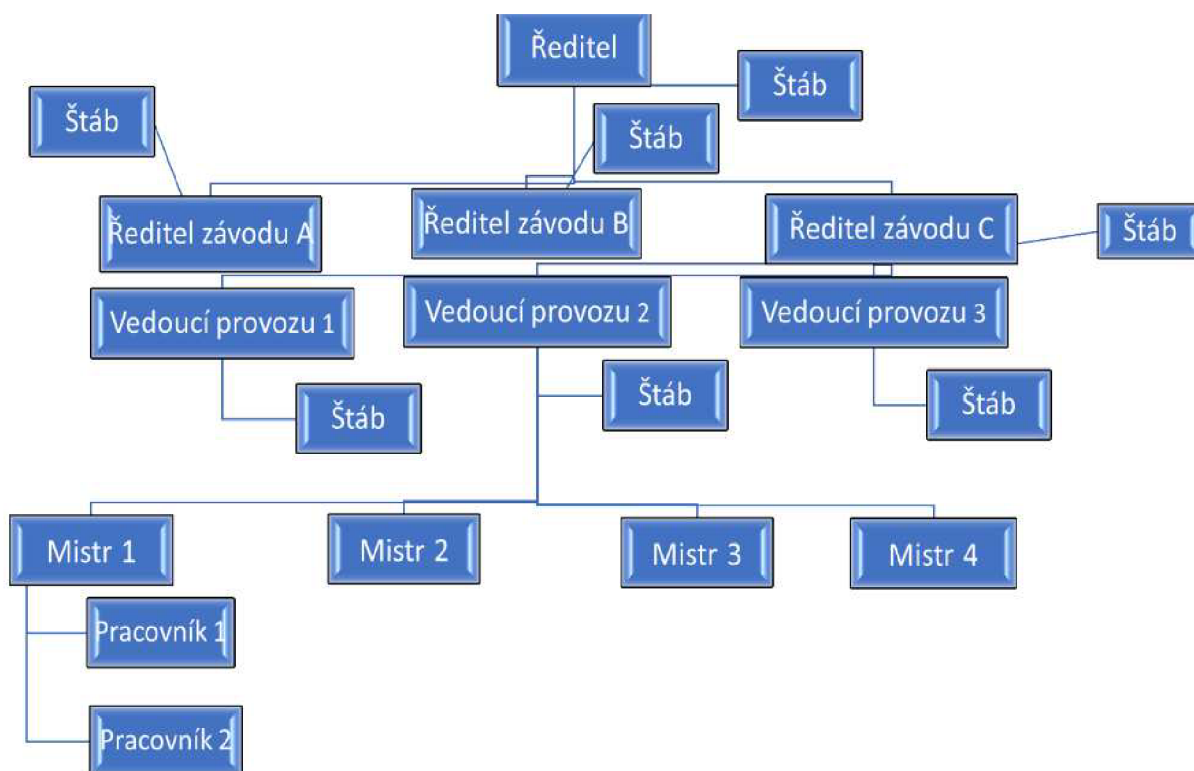 Ředitel
Štáb
Štáb
Štáb
Ředitel závodu A
Ředitel závodu B
Ředitel závodu C
Štáb
Vedoucí provozu 1
Vedoucí provozu 2
Vedoucí provozu 3
Štáb
Štáb
Štáb
Mistr 1
Mistr 2
Mistr 3
Mistr 4
Pracovník 1
Pracovník 2